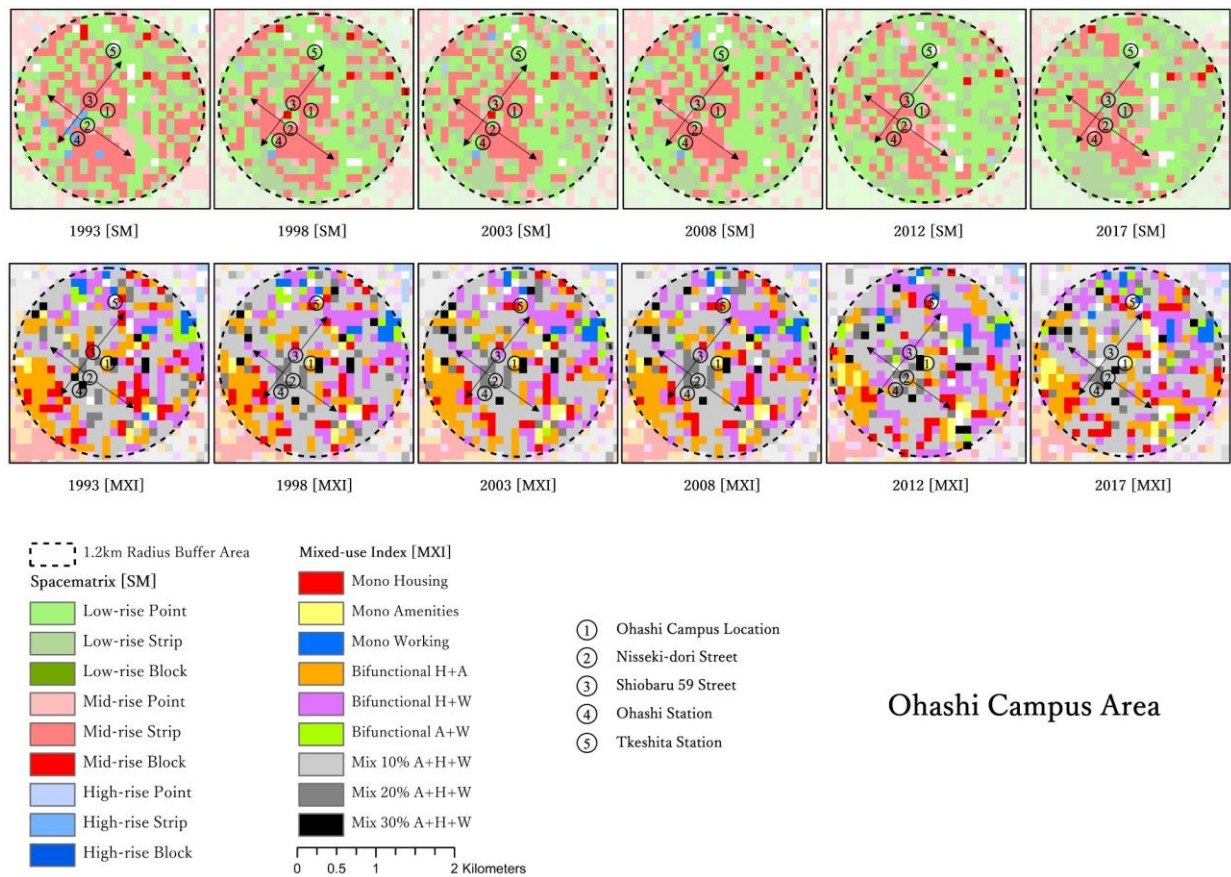 1993 [SM]
1998 [SM]
2003 [SM]
2008 [SM]
2012 [SM]
2017 [SM]
1993 [MXI]
1998 [MXI]
2003 [MXI]
2008 [MXI]
2012 [MXI]
2017 [MXI]
1.2km Radius Buffer Area
Spacematrix [SM]
Low-rise Point
Low-rise Strip
Low-rise Block
Mid-rise Point
Mid-rise Strip
Mid-rise Block
High-rise Point
High-rise Strip
High-rise Block
Mixed-use Index [MXI]
Mono Housing
Mono Amenities
Mono Working
Bifunctional H+A
Bifunctional H+W
Bifunctional A+W
Mix 10% A+H+W
Mix 20% A+H+W
Mix 30% A+H+W
0 0.5 1 2 Kilometers
① Ohashi Campus Location
② Nisseki-dori Street
③ Shiobaru 59 Street
④ Ohashi Station
⑤ Tkeshita Station
Ohashi Campus Area